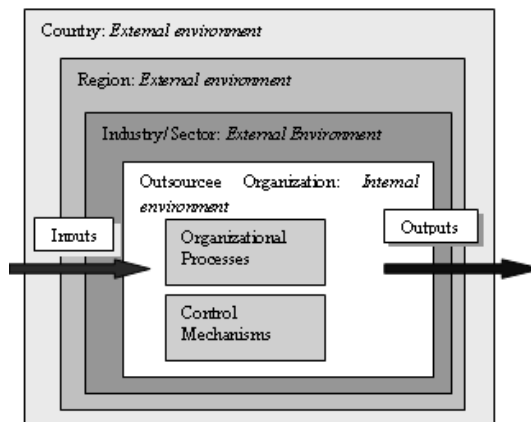 Country: External environment
Region: External environment
Industry/Sector: External Environment
Outsourcee Organization: Internal
environment
Inputs
Outputs
Organizational
Processes
Control
Mechanisms